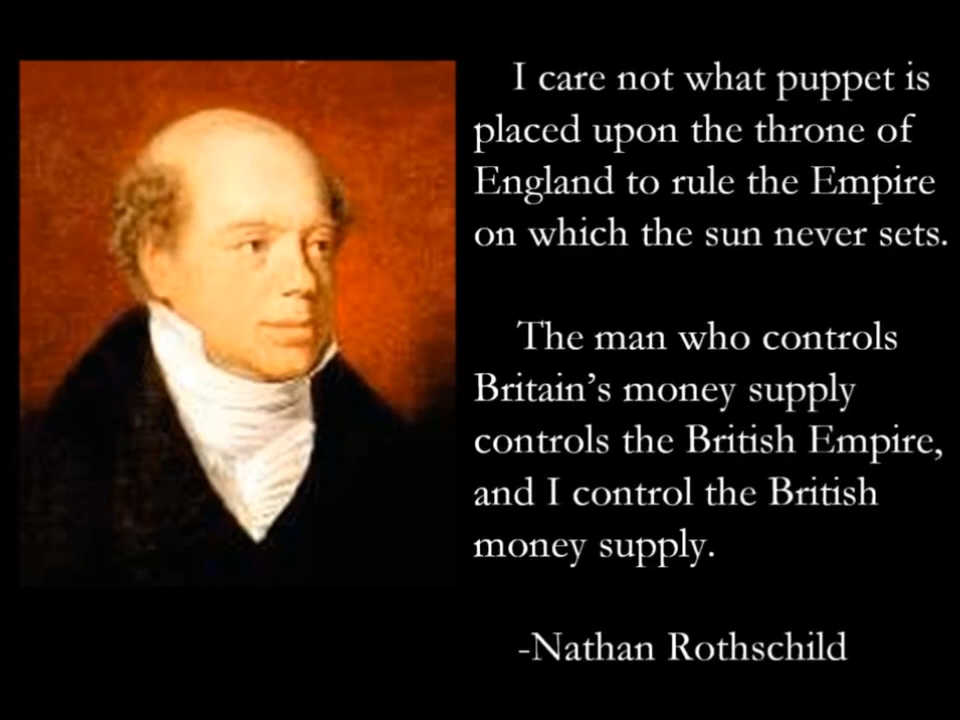 I care not what puppet is
placed upon the throne of
England to rule the Empire
on which the sun never sets.
The man who controls
Britain’s money supply
controls the British Empire,
and I control the British
money supply.
-Nathan Rothschild